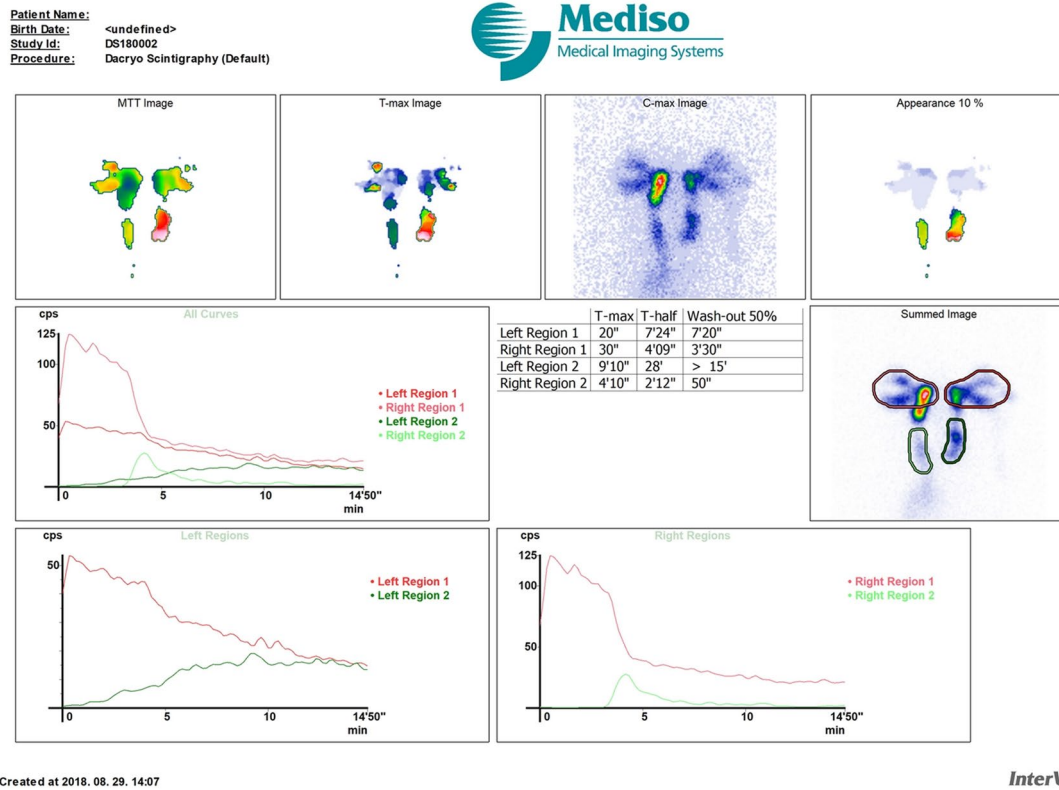 Patient Name:
Birth Date: <undefined>
Study Id: DS180002
Procedure: Dacryo Scintigraphy (Default)
Mediso
Medical Imaging Systems
MTT Image
T-max Image
C-max Image
Appearance 10 %
cps
All Curves
125
100
50
• Left Region 1
• Right Region 1
• Left Region 2
• Right Region 2
0 5 10 14'50"
min
T-max T-half Wash-out 50%
Left Region 1 20" 7'24" 7'20"
Right Region 1 30" 4'09" 3'30"
Left Region 2 9'10" 28' > 15'
Right Region 2 4'10" 2'12" 50"
Summed Image
cps
Left Regions
50
• Left Region 1
• Left Region 2
0 5 10 14'50"
min
cps
Right Regions
125
100
50
• Right Region 1
• Right Region 2
0 5 10 14'50"
min
Created at 2018. 08. 29. 14:07